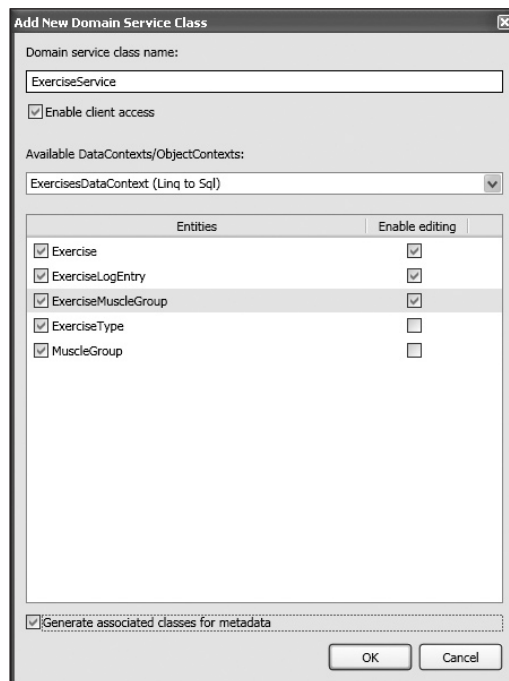 Add New Domain Service Class
Domain service class name:
ExerciseService
Enable client access
Available DataContexts/ObjectContexts:
ExercisesDataContext (Linq to Sql)
Entities Enable editing
Exercise
ExerciseLogEntry
ExerciseMuscleGroup
ExerciseType
MuscleGroup
Generate associated classes for metadata
OK Cancel